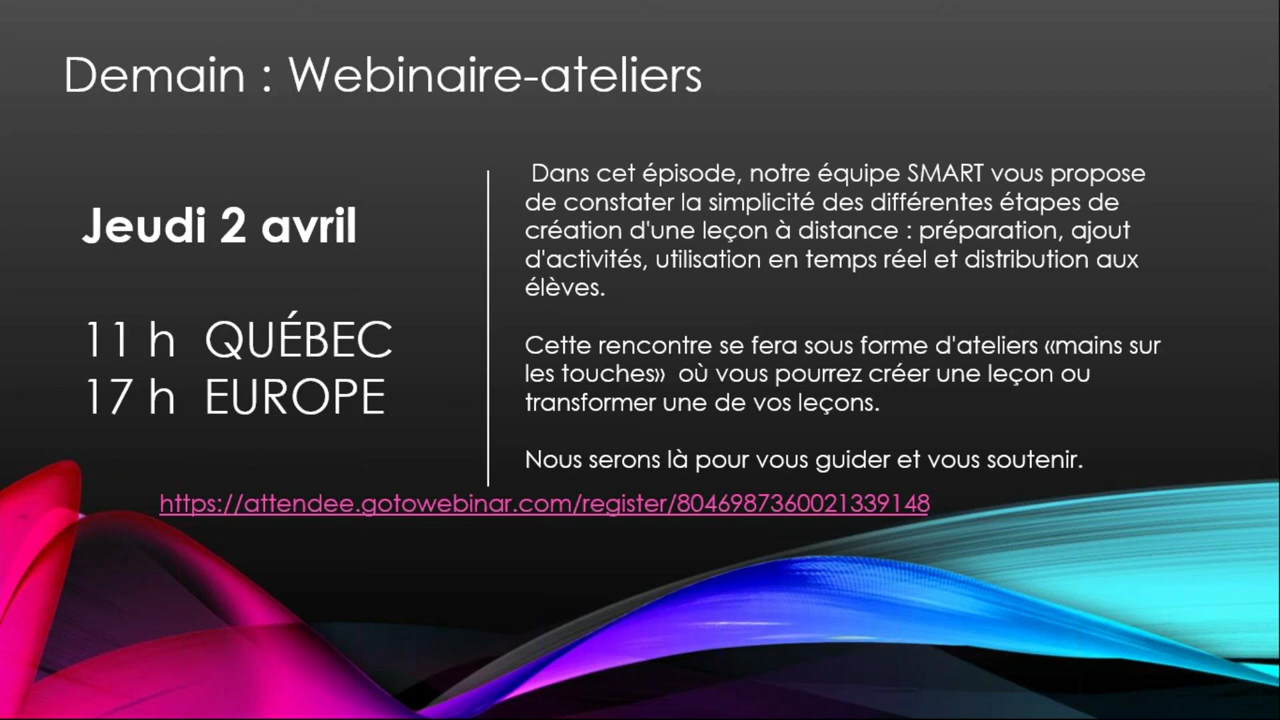 Demain : Webinaire-ateliers
Jeudi 2 avril
11 h QUÉBEC
17 h EUROPE
Dans cet épisode, notre équipe SMART vous propose
de constater la simplicité des différentes étapes de
création d'une leçon à distance : préparation, ajout
d'activités, utilisation en temps réel et distribution aux
élèves.
Cette rencontre se fera sous forme d'ateliers «mains sur
les touches» où vous pourrez créer une leçon ou
transformer une de vos leçons.
Nous serons là pour vous guider et vous soutenir.
https://attendee.gotowebinar.com/register/8046987360021339148